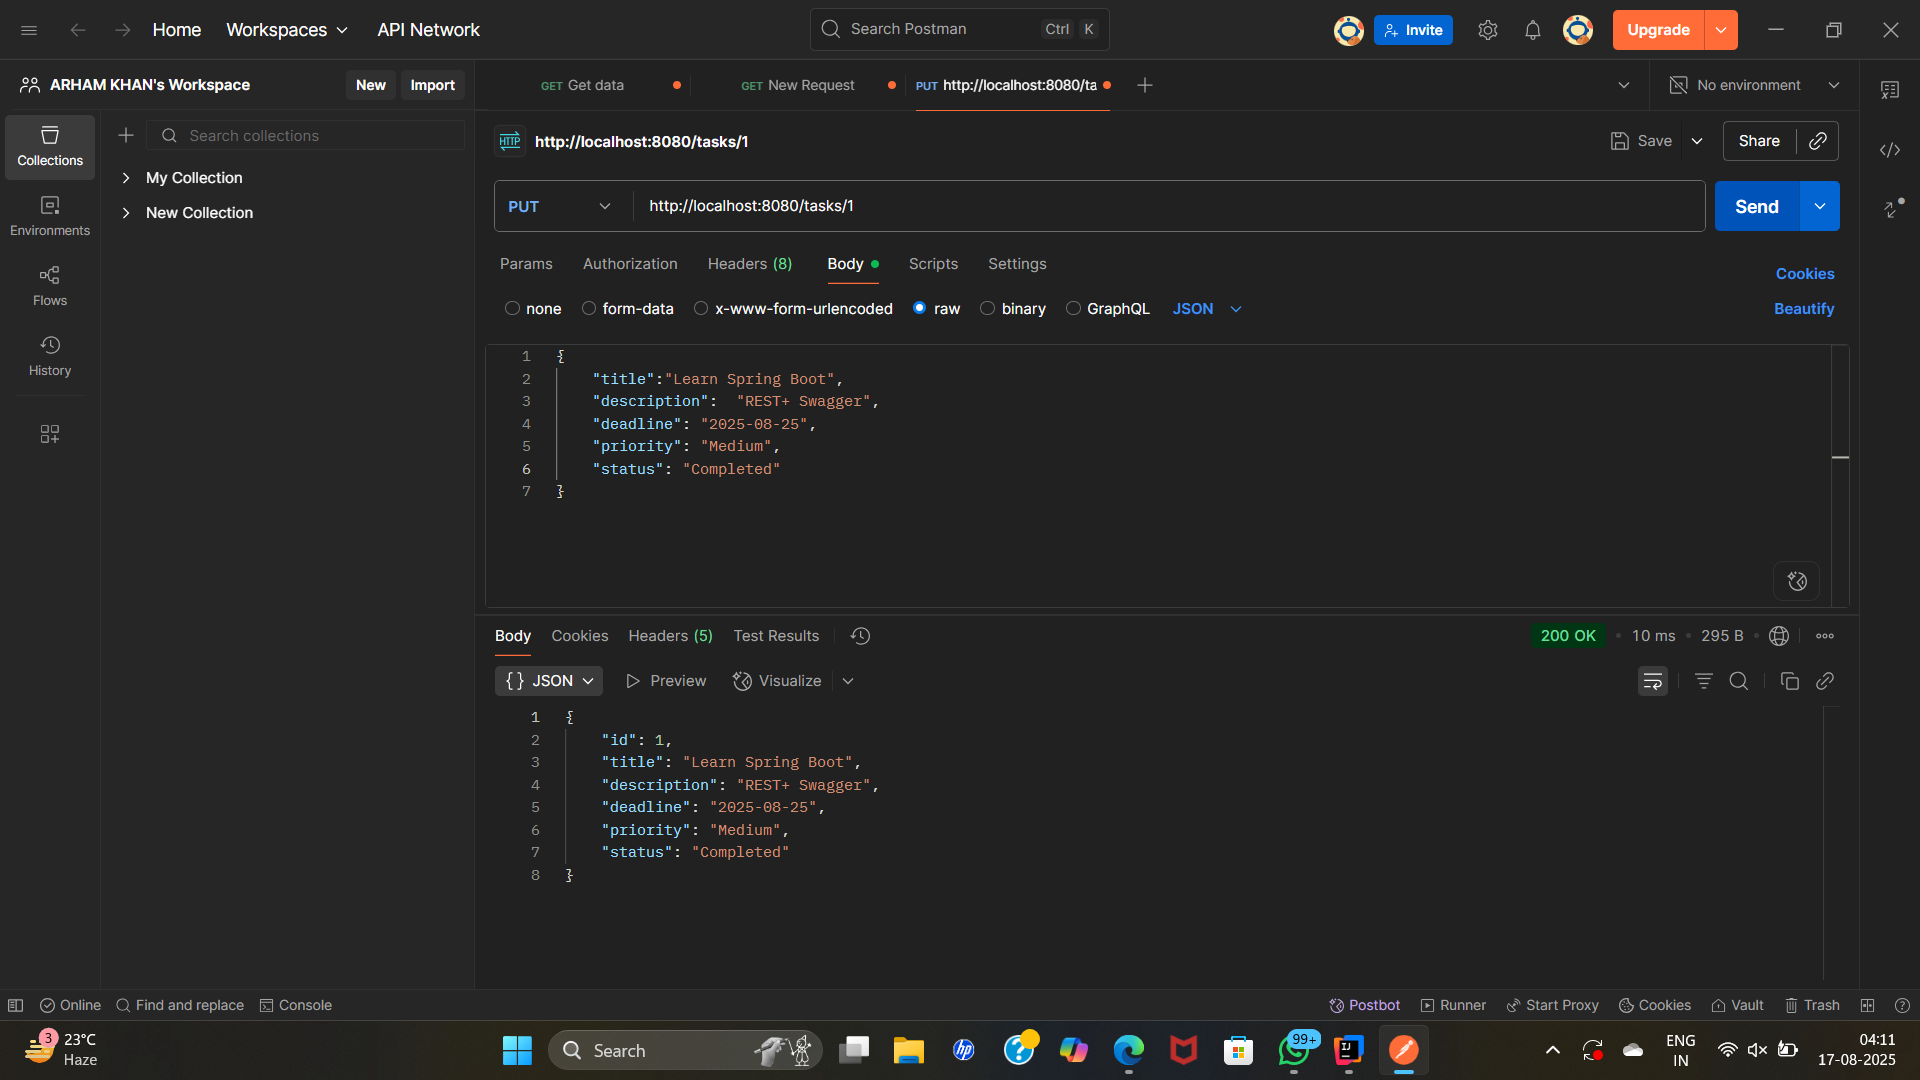 Home Workspaces API Network Search Postman Ctrl K Invite Upgrade
ARHAM KHAN's Workspace New Import
GET Get data GET New Request PUT http://localhost:8080/ta No environment
Collections
Environments
Flows
History
Search collections
My Collection
New Collection
HTTP http://localhost:8080/tasks/1 Save Share
PUT http://localhost:8080/tasks/1 Send
Params Authorization Headers (8) Body Scripts Settings Cookies
none form-data x-www-form-urlencoded raw binary GraphQL JSON Beautify
1 {
2 "title":"Learn Spring Boot",
3 "description":  "REST+ Swagger",
4 "deadline": "2025-08-25",
5 "priority": "Medium",
6 "status": "Completed"
7 }
Body Cookies Headers (5) Test Results 200 OK • 10 ms • 295 B
{} JSON Preview Visualize
1 {
2 "id": 1,
3 "title": "Learn Spring Boot",
4 "description": "REST+ Swagger",
5 "deadline": "2025-08-25",
6 "priority": "Medium",
7 "status": "Completed"
8 }
Online Find and replace Console Postbot Runner Start Proxy Cookies Vault Trash
3 23°C
Haze
Search
hp
99+
IJ
ENG
IN
04:11
17-08-2025